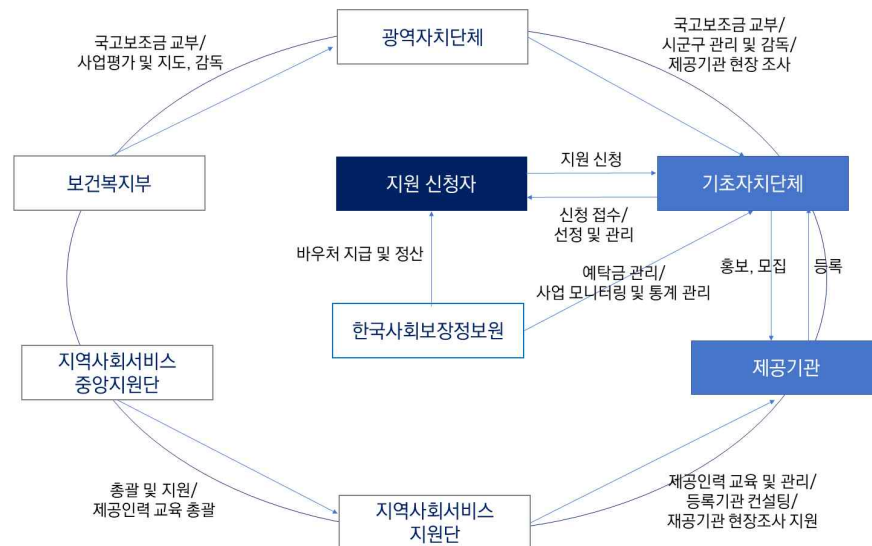 국고보조금 교부/
사업평가 및 지도, 감독
광역자치단체
국고보조금 교부/
시군구 관리 및 감독/
제공기관 현장 조사
보건복지부
지원 신청자
지원 신청
기초자치단체
신청 접수/
선정 및 관리
바우처 지급 및 정산
예탁금 관리/
사업 모니터링 및 통계 관리
홍보, 모집
등록
한국사회보장정보원
지역사회서비스
중앙지원단
제공기관
총괄 및 지원/
제공인력 교육 총괄
지역사회서비스
지원단
제공인력 교육 및 관리/
등록기관 컨설팅/
재공기관 현장조사 지원